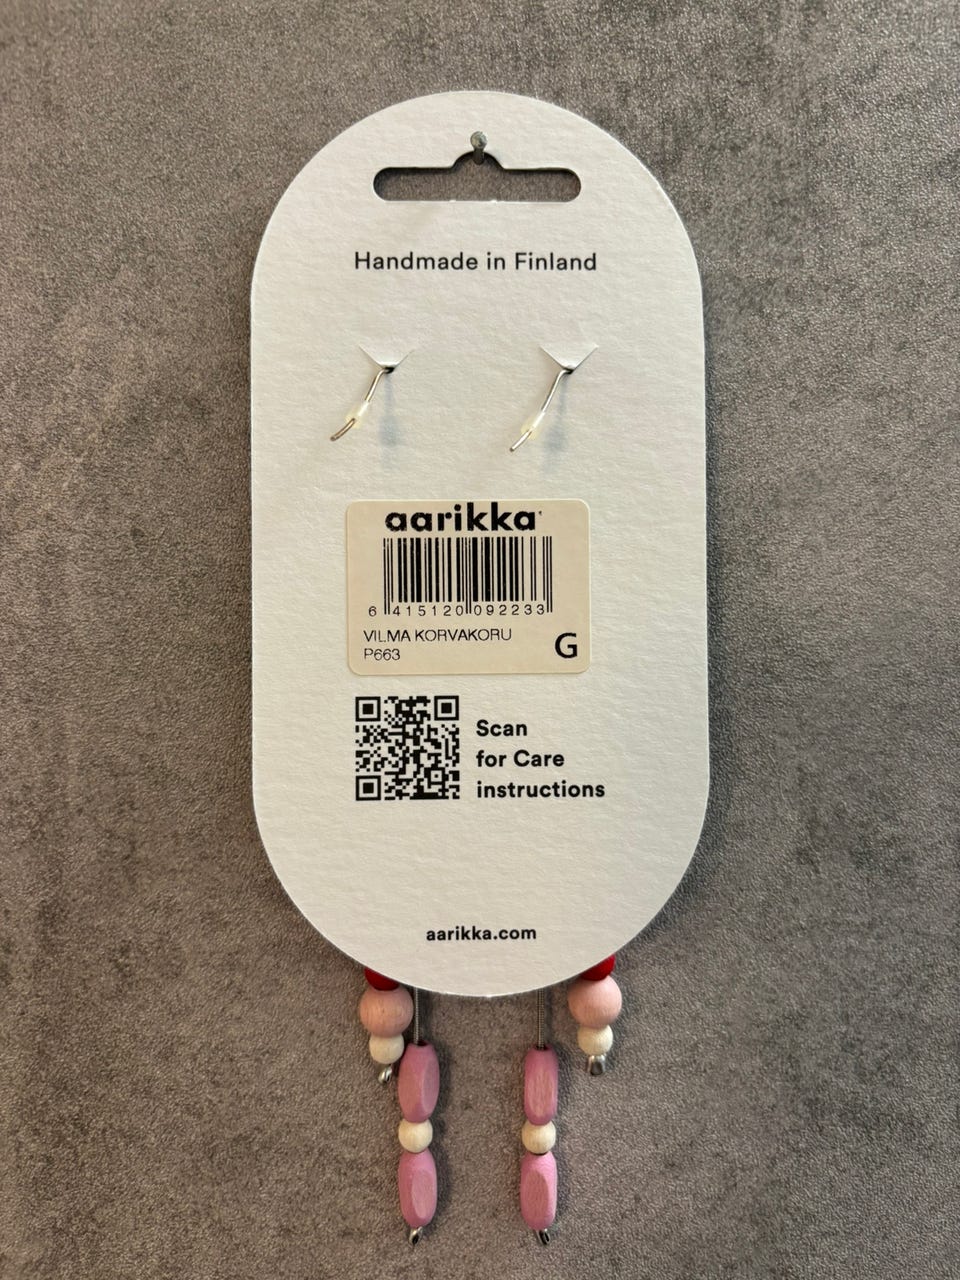 Handmade in Finland
aarikka
6 415120 092233
VILMA KORVAKORU
P663
G
Scan
for Care
instructions
aarikka.com